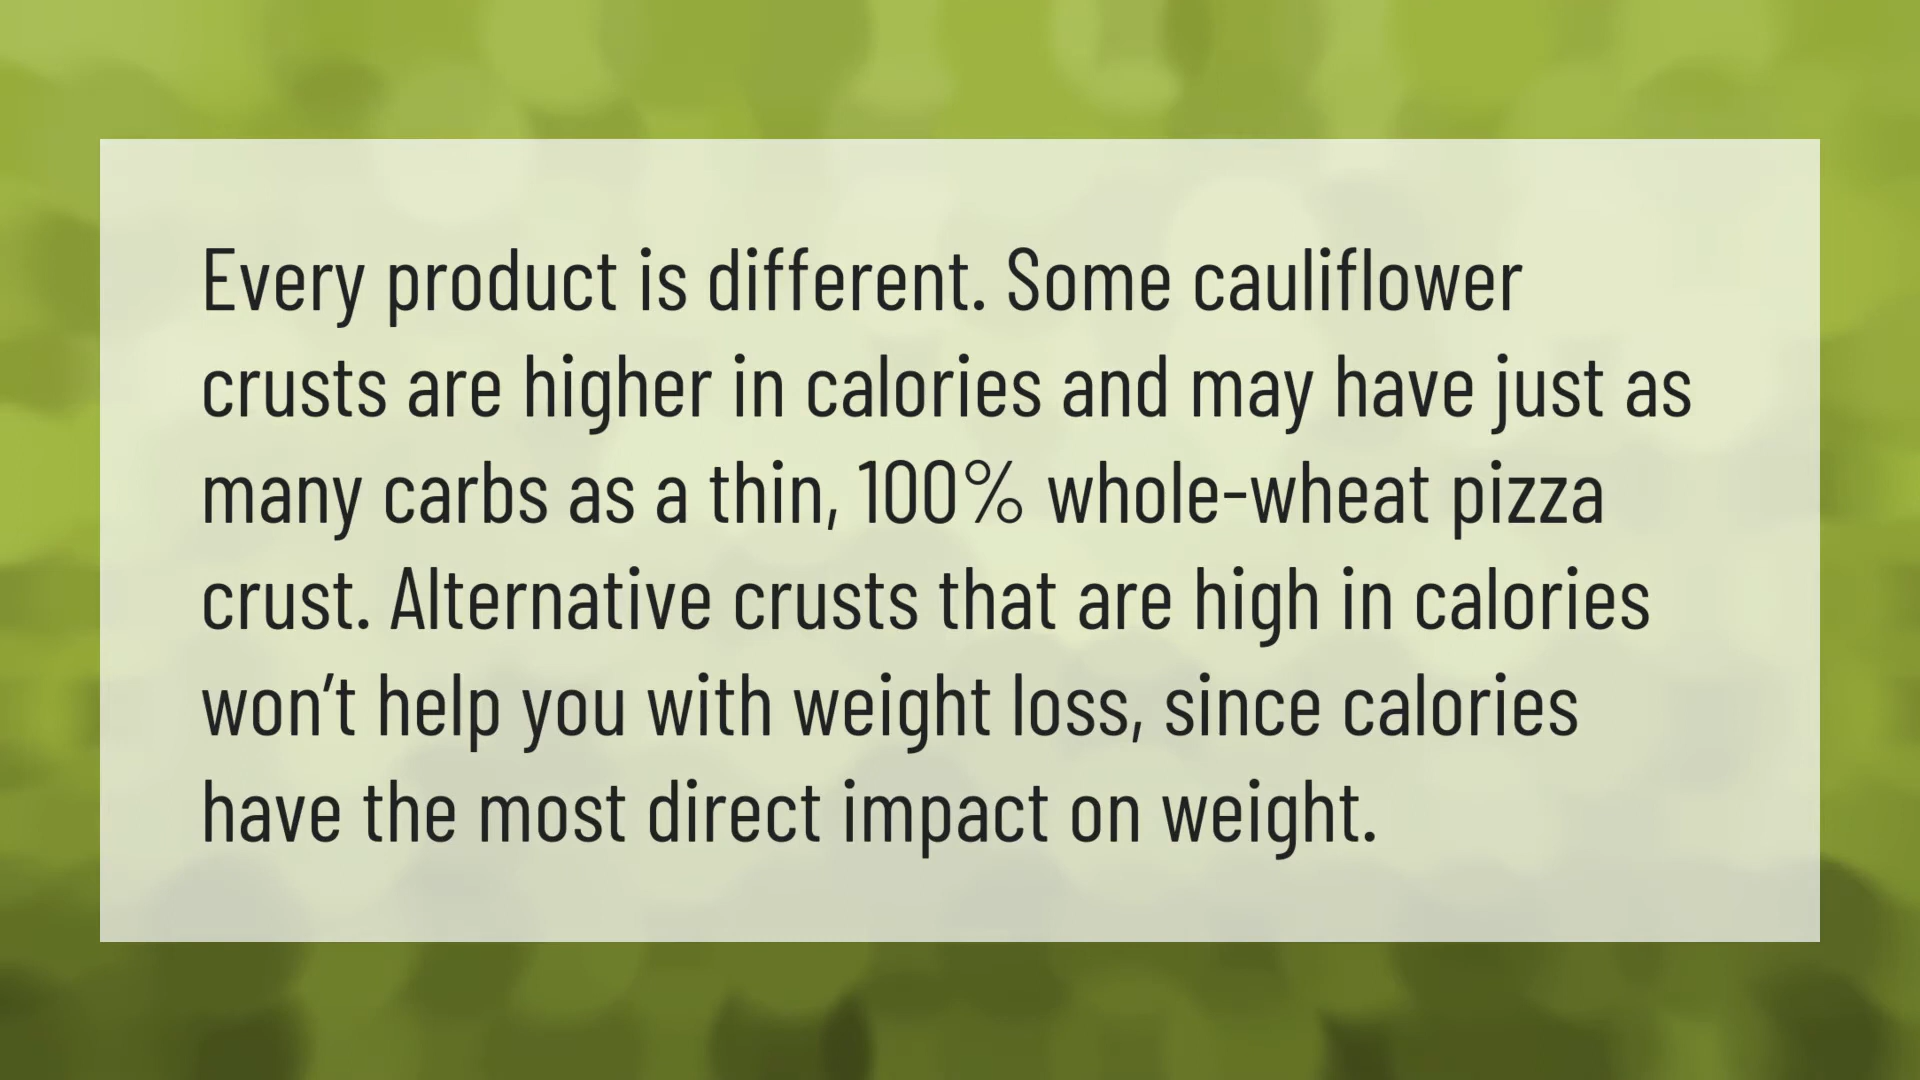 Every product is different. Some cauliflower
crusts are higher in calories and may have just as
many carbs as a thin, 100% whole-wheat pizza
crust. Alternative crusts that are high in calories
won’t help you with weight loss, since calories
have the most direct impact on weight.